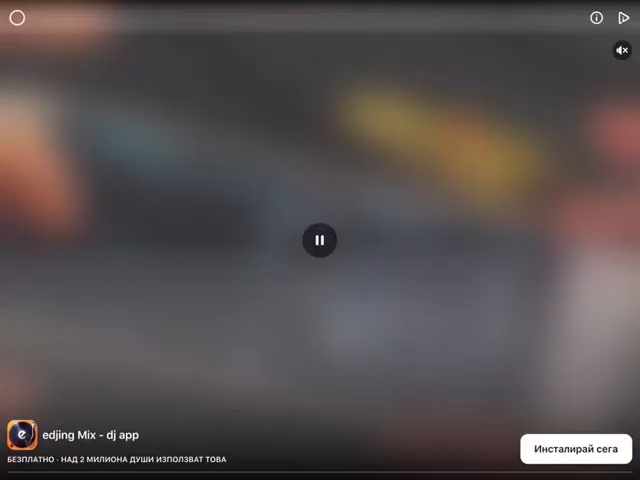 edjing Mix - dj app
БЕЗПЛАТНО · НАД 2 МИЛИОНА ДУШИ ИЗПОЛЗВАТ ТОВА
Инсталирай сега